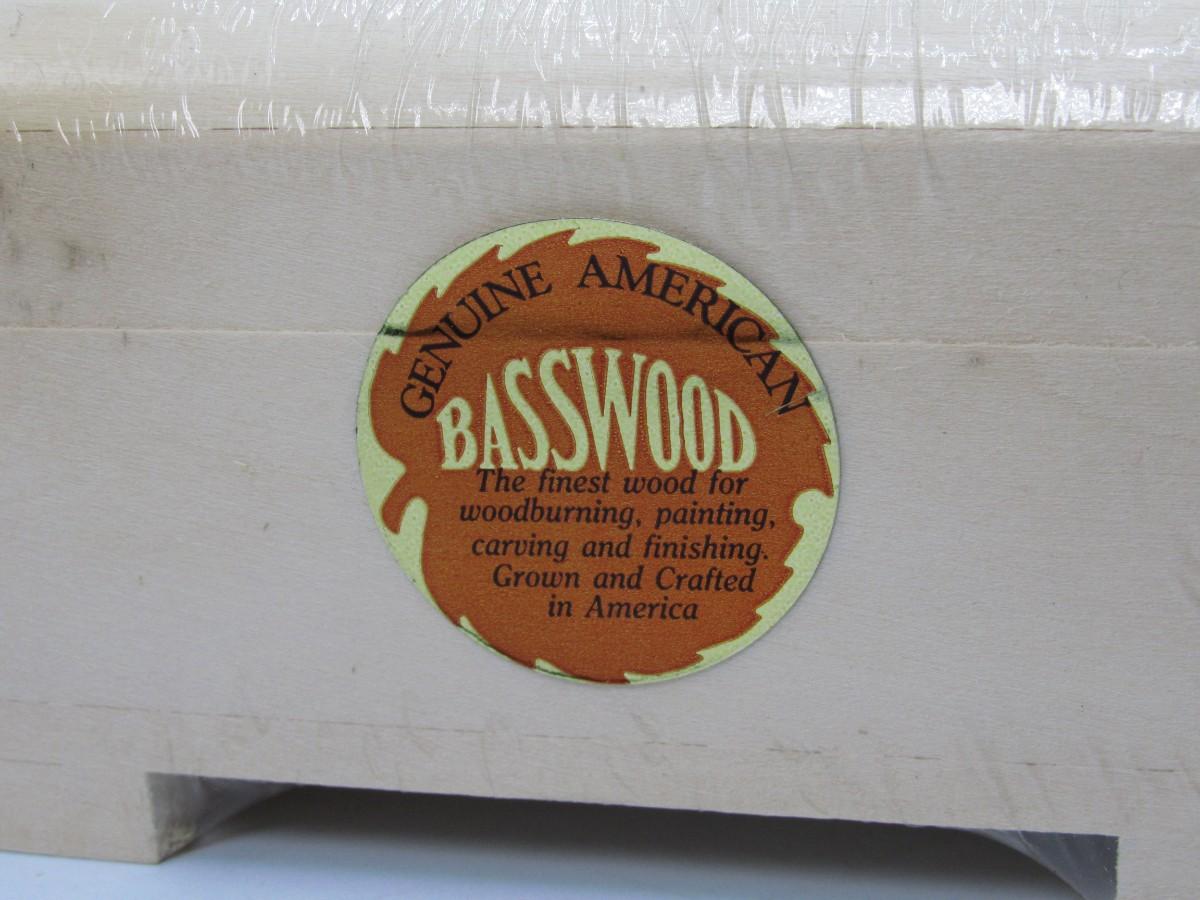 GENUINE AMERICAN
BASSWOOD
The finest wood for
woodburning, painting,
carving and finishing.
Grown and Crafted
in America